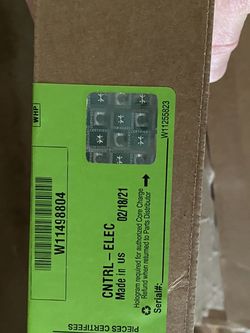 WHP
W11255823
W11498804
CNTRL-ELEC
Made in US 02/18/21
Hologram required for authorized Core Charge
Refund when returned to Parts Distributor
Serial#:
PIECES CERTIFIEES